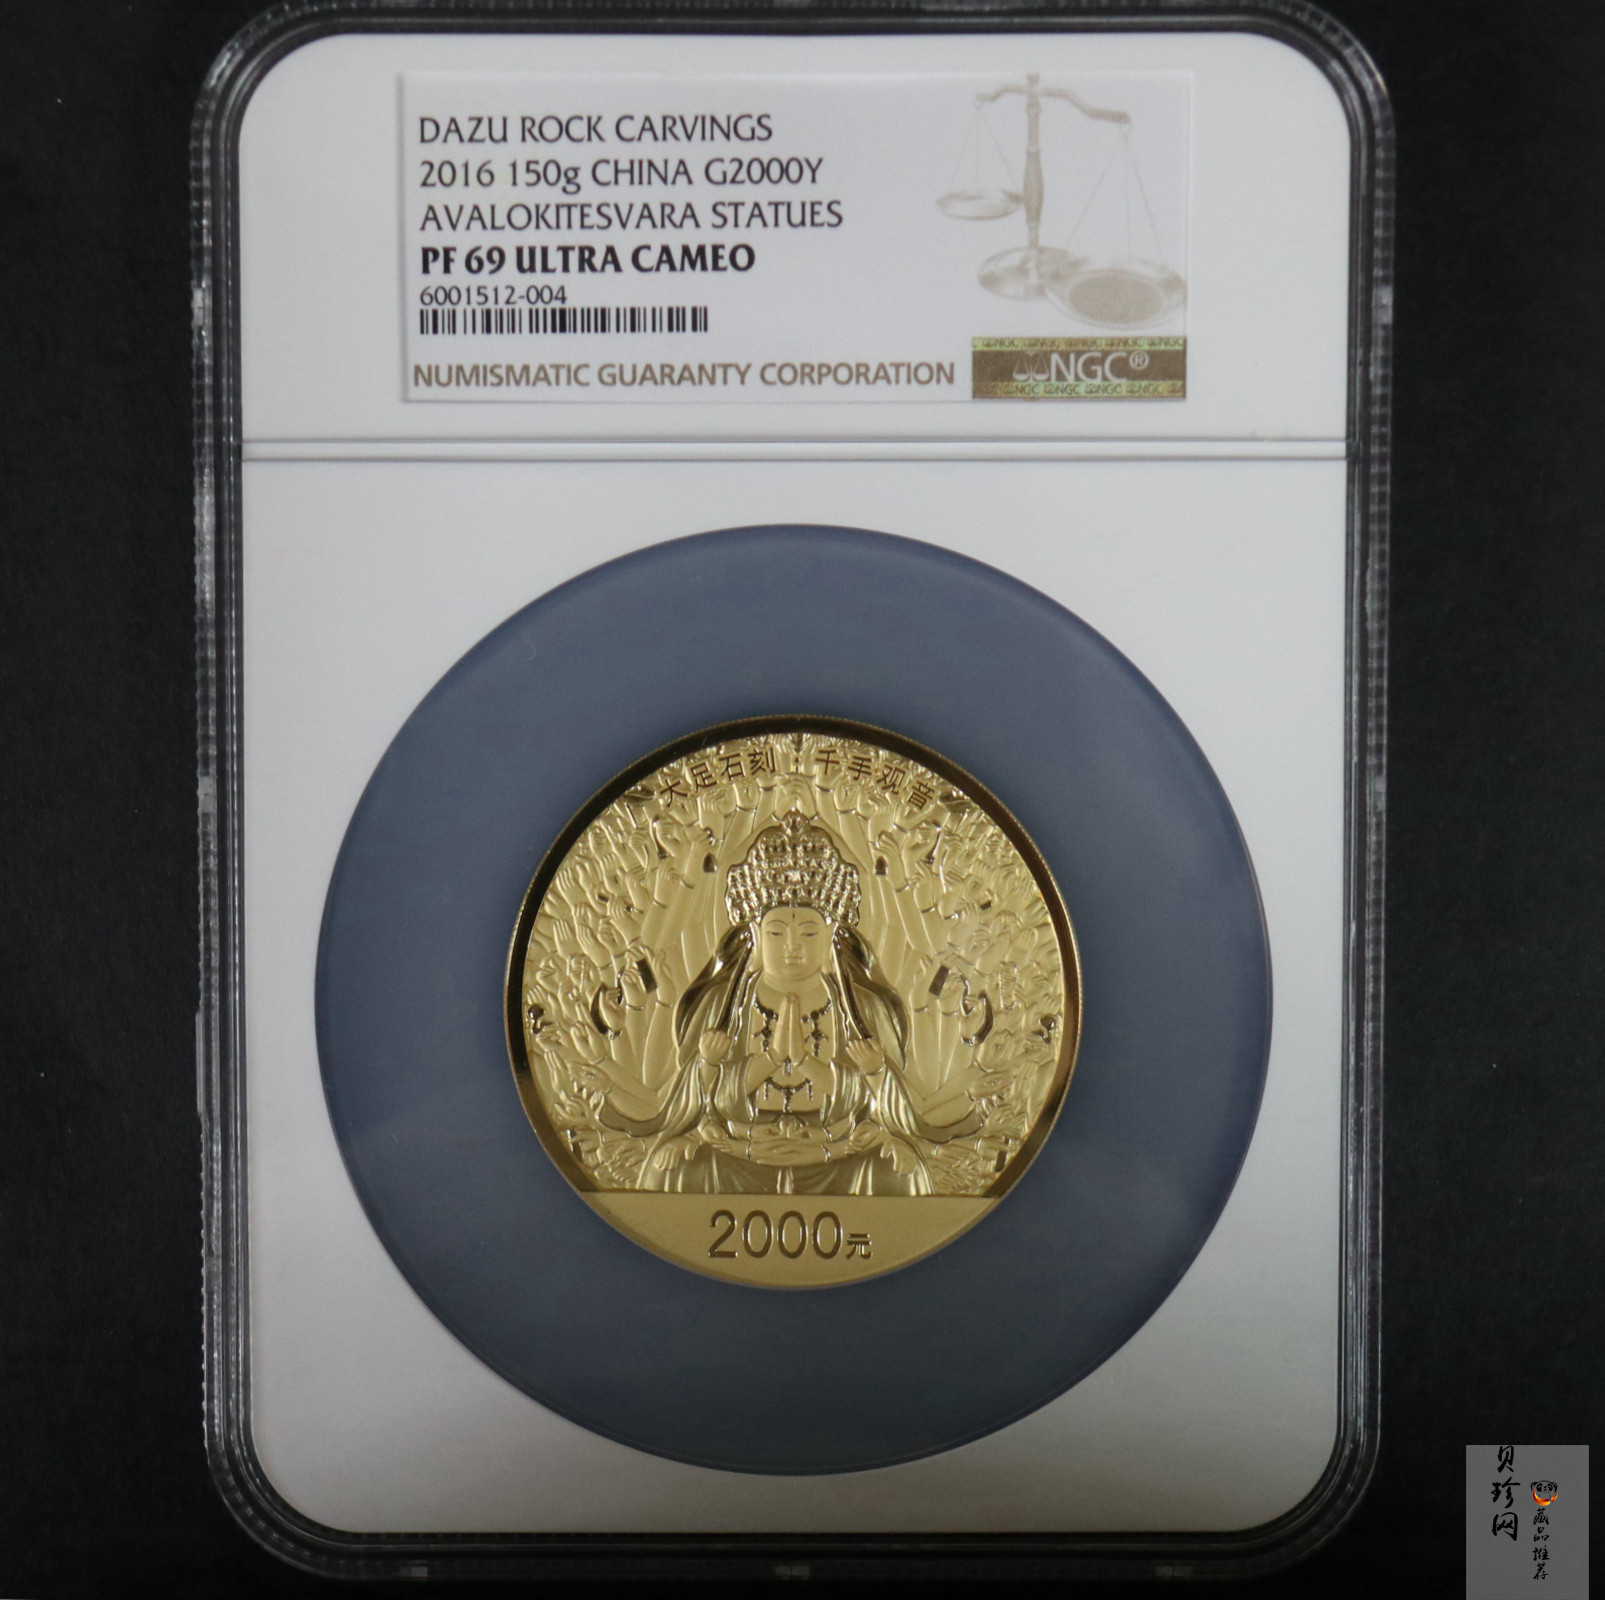 DAZU ROCK CARVINGS
2016 150g CHINA G2000Y
AVALOKITESVARA STATUES
PF 69 ULTRA CAMEO
6001512-004
NUMISMATIC GUARANTY CORPORATION
NGC®
大足石刻·千手观音
2000元
贝珍网
藏品推荐